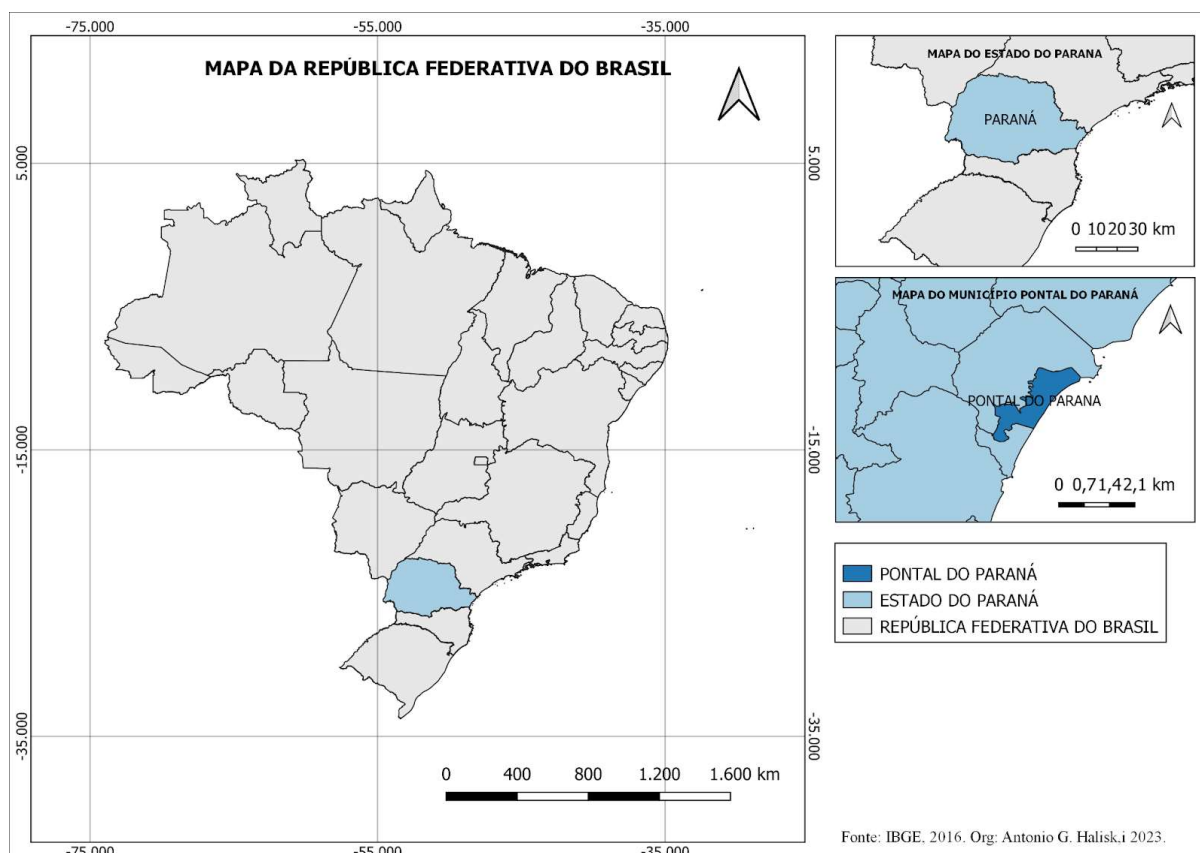 -75.000 -55.000 -35.000
MAPA DA REPÚBLICA FEDERATIVA DO BRASIL
5.000 5.000
-15.000 -15.000
-35.000 -35.000
0 400 800 1.200 1.600 km
-75.000 -55.000 -35.000
MAPA DO ESTADO DO PARANA
PARANÁ
0 102030 km
MAPA DO MUNICÍPIO PONTAL DO PARANÁ
PONTAL DO PARANA
0 0,71,42,1 km
PONTAL DO PARANÁ
ESTADO DO PARANÁ
REPÚBLICA FEDERATIVA DO BRASIL
Fonte: IBGE, 2016. Org: Antonio G. Halisk,i 2023.